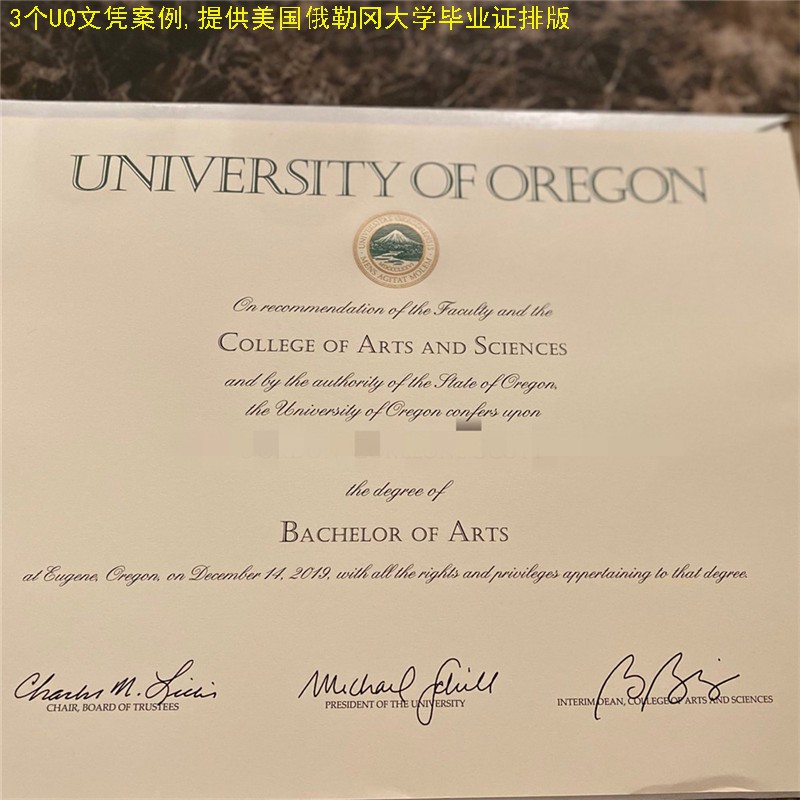 3个UO文凭案例,提供美国俄勒冈大学毕业证排版
UNIVERSITY OF OREGON
MENS AGITAT MOLEM
On recommendation of the Faculty and the
COLLEGE OF ARTS AND SCIENCES
and by the authority of the State of Oregon,
the University of Oregon confers upon
the degree of
BACHELOR OF ARTS
at Eugene, Oregon, on December 14, 2019, with all the rights and privileges appertaining to that degree.
CHAIR, BOARD OF TRUSTEES
PRESIDENT OF THE UNIVERSITY
INTERIM DEAN, COLLEGE OF ARTS AND SCIENCES